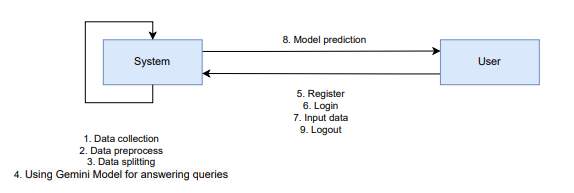 8. Model prediction
System
User
5. Register
6. Login
7. Input data
9. Logout
1. Data collection
2. Data preprocess
3. Data splitting
4. Using Gemini Model for answering queries